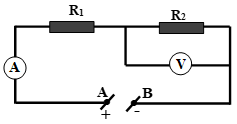 R₁ R₂
A V
A B
+ -